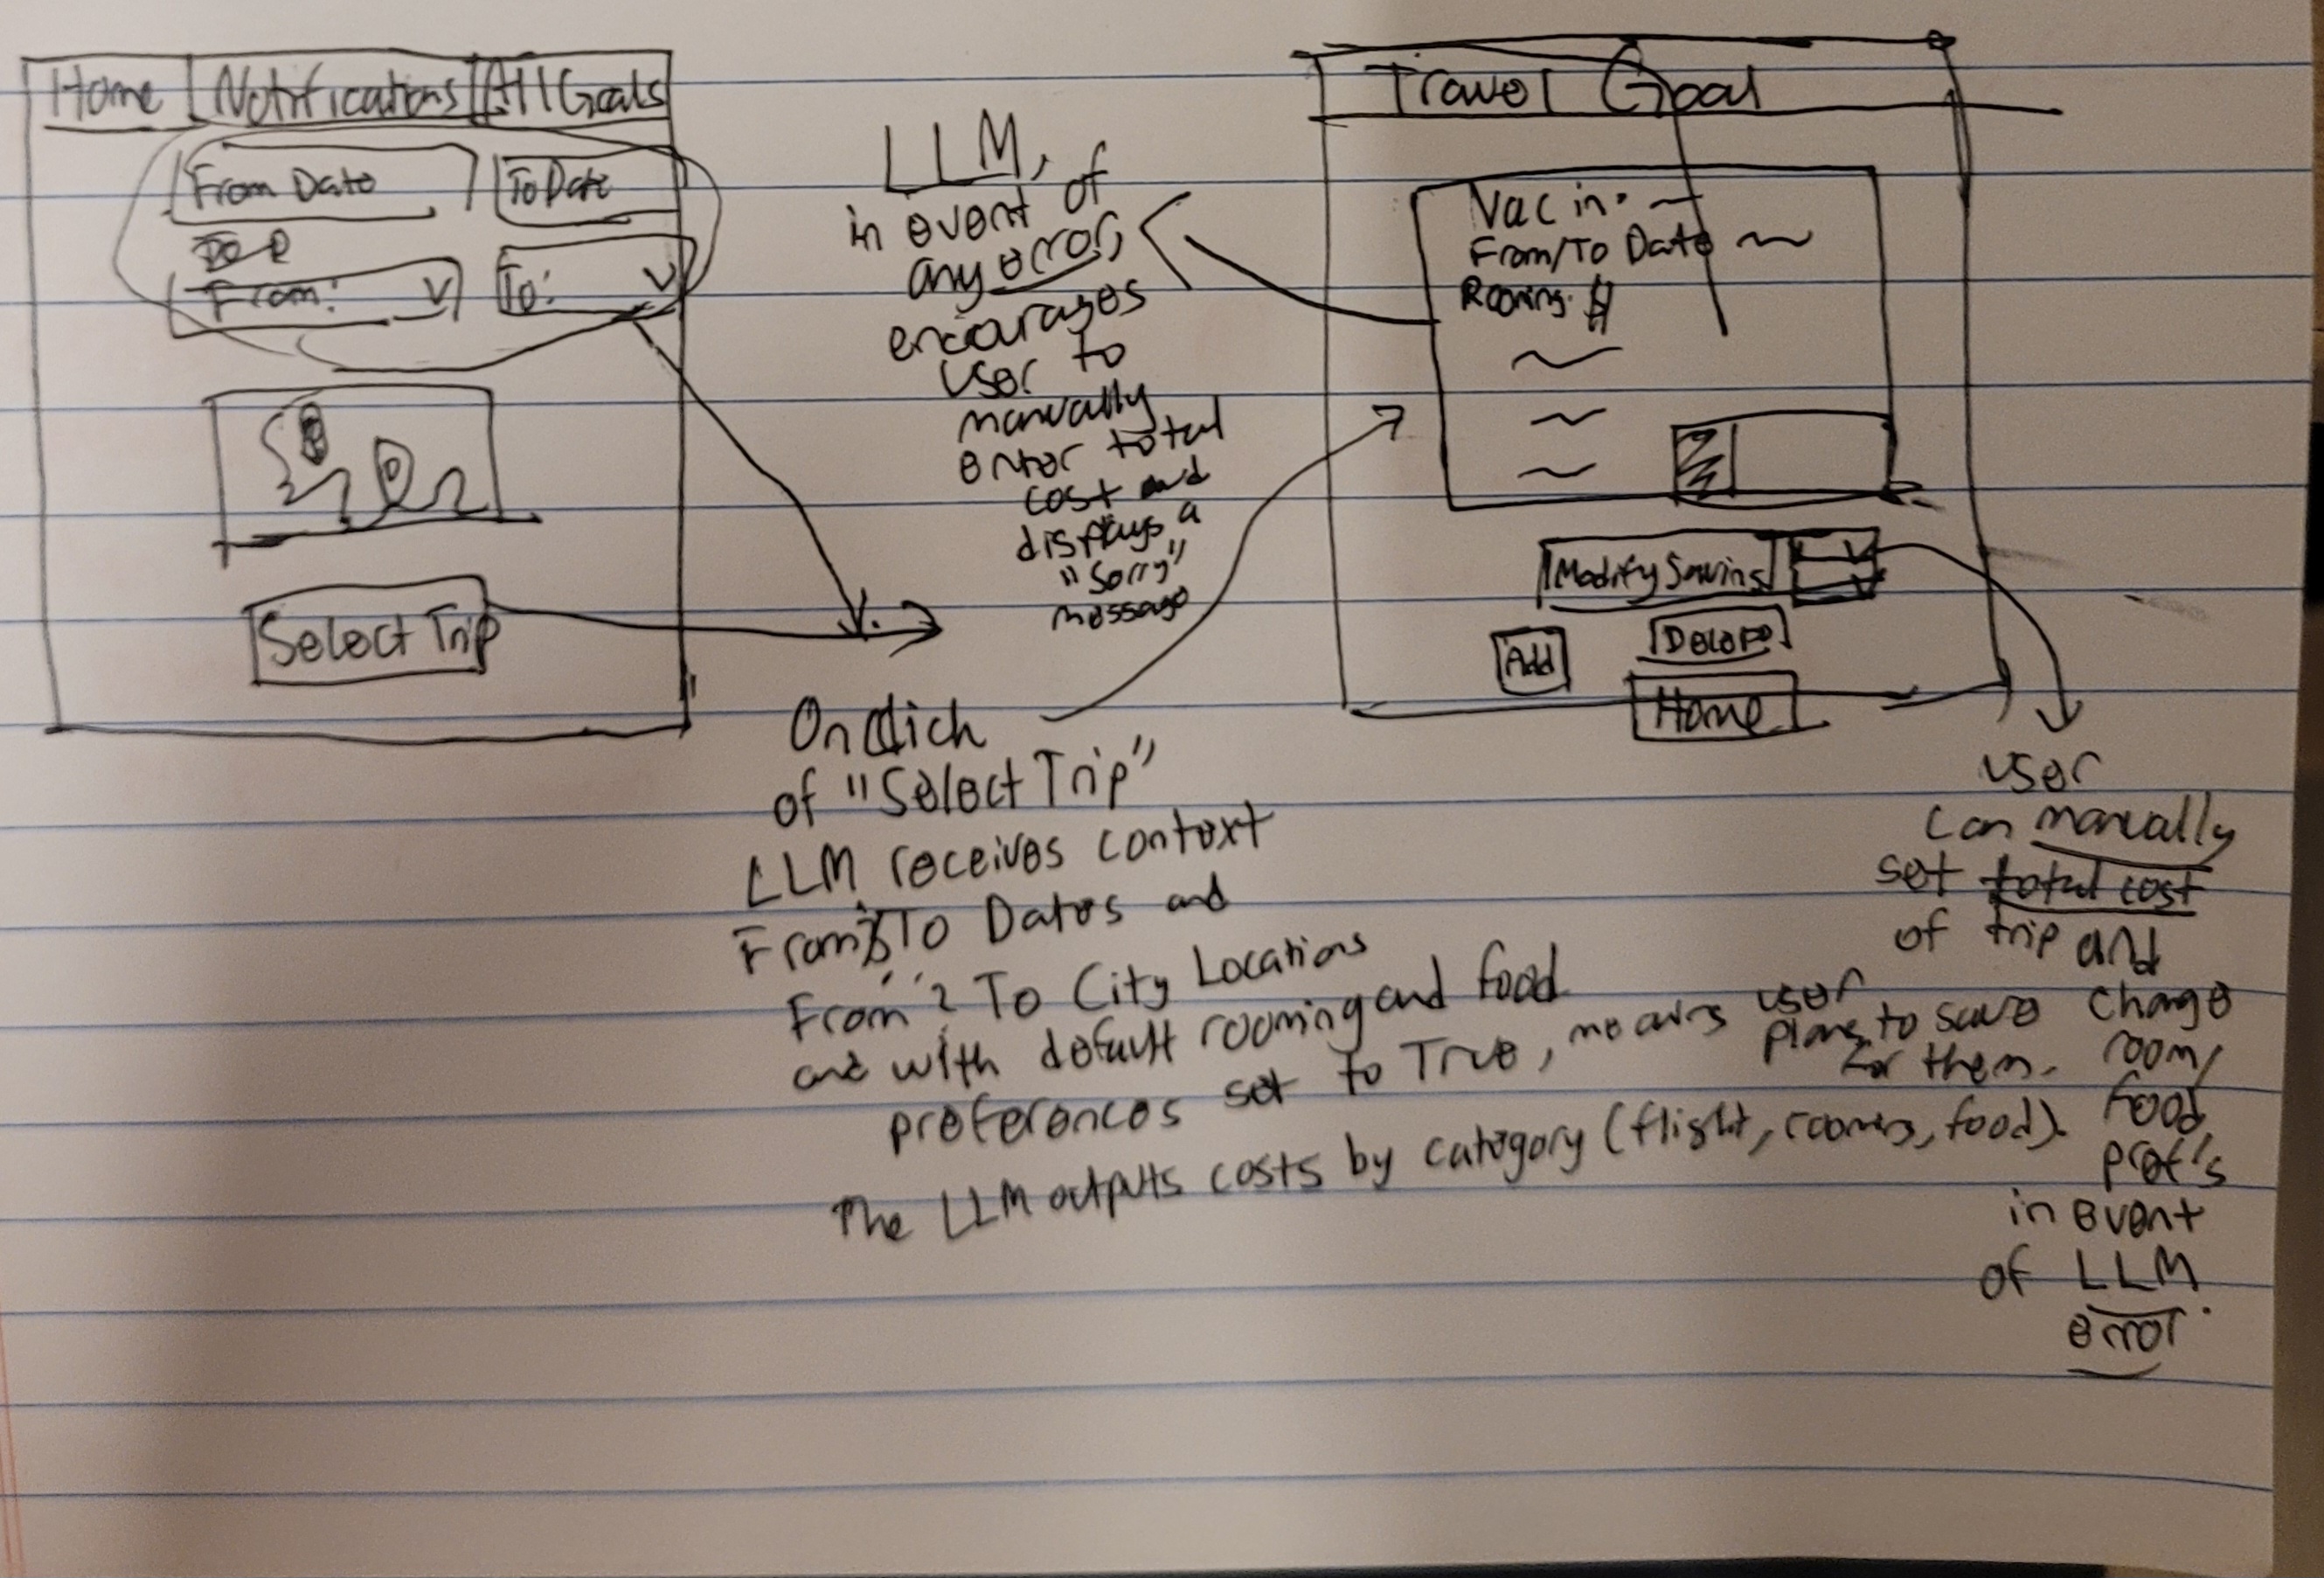 Home Notifications All Goals
From Date To Date
From: To:
Select Trip
LLM,
in event of
any error,
encourages
user to
manually
enter total
cost and
displays a
"Sorry"
message
Travel Goal
Vac in:
From/To Date
Rooming: $
Modify Saving
Add Delete
Home
On Click
of "Select Trip"
LLM receives context
From & To Dates and
From & To City Locations
and with default rooming and food
preferences set to True, means user
plans to save
for them.
The LLM outputs costs by category (flight, rooming, food).
user
can manually
set total cost
of trip and
change
room/
food
pref's
in event
of LLM
error.